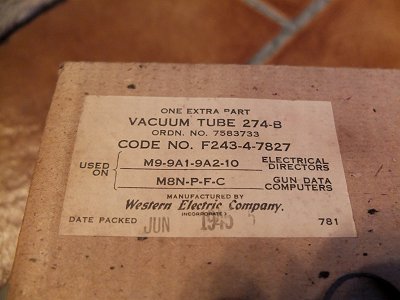 ONE EXTRA PART
VACUUM TUBE 274-B
ORDN. NO. 7583733
CODE NO. F243-4-7827
USED ON
M9-9A1-9A2-10 ELECTRICAL DIRECTORS
M8N-P-F-C GUN DATA COMPUTERS
MANUFACTURED BY
Western Electric Company,
(INCORPORATED)
DATE PACKED JUN 1945 781